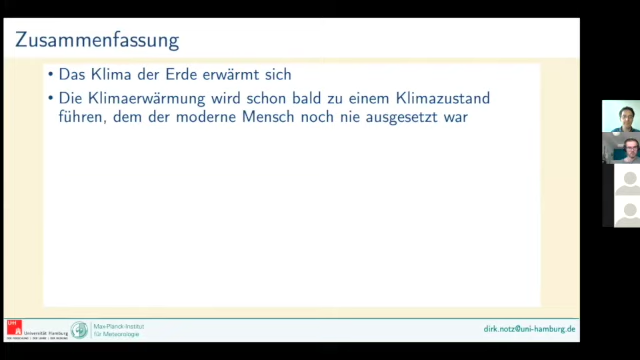 Zusammenfassung
• Das Klima der Erde erwärmt sich
• Die Klimaerwärmung wird schon bald zu einem Klimazustand
führen, dem der moderne Mensch noch nie ausgesetzt war
UHI
Universität Hamburg
Max-Planck-Institut
für Meteorologie
dirk.notz@uni-hamburg.de